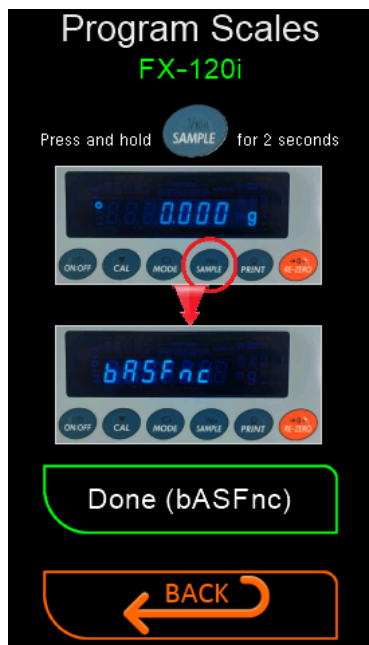 Program Scales
FX-120i
Press and hold SAMPLE for 2 seconds
0.000 g
ON:OFF CAL MODE SAMPLE PRINT RE-ZERO
bASFnc
ON:OFF CAL MODE SAMPLE PRINT RE-ZERO
Done (bASFnc)
BACK